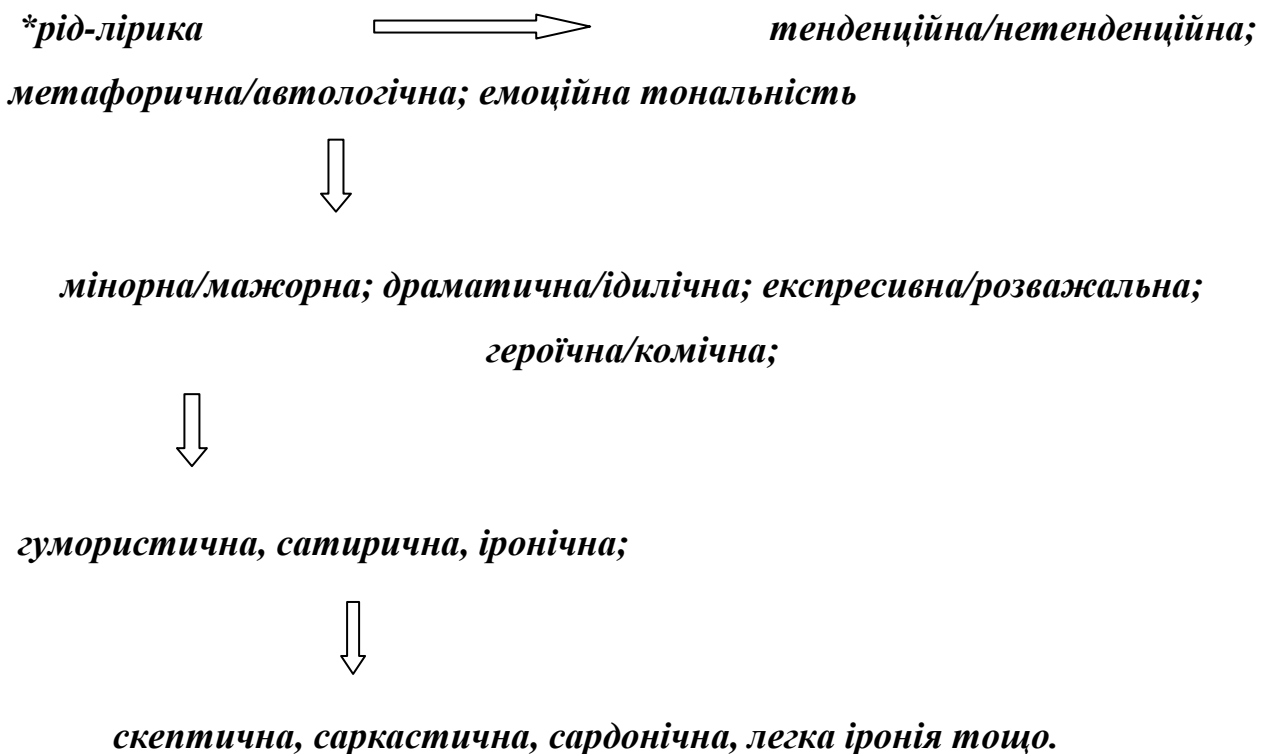 *рід-лірика тенденційна/нетенденційна;
метафорична/автологічна; емоційна тональність
мінорна/мажорна; драматична/ідилічна; експресивна/розважальна;
героїчна/комічна;
гумористична, сатирична, іронічна;
скептична, саркастична, сардонічна, легка іронія тощо.